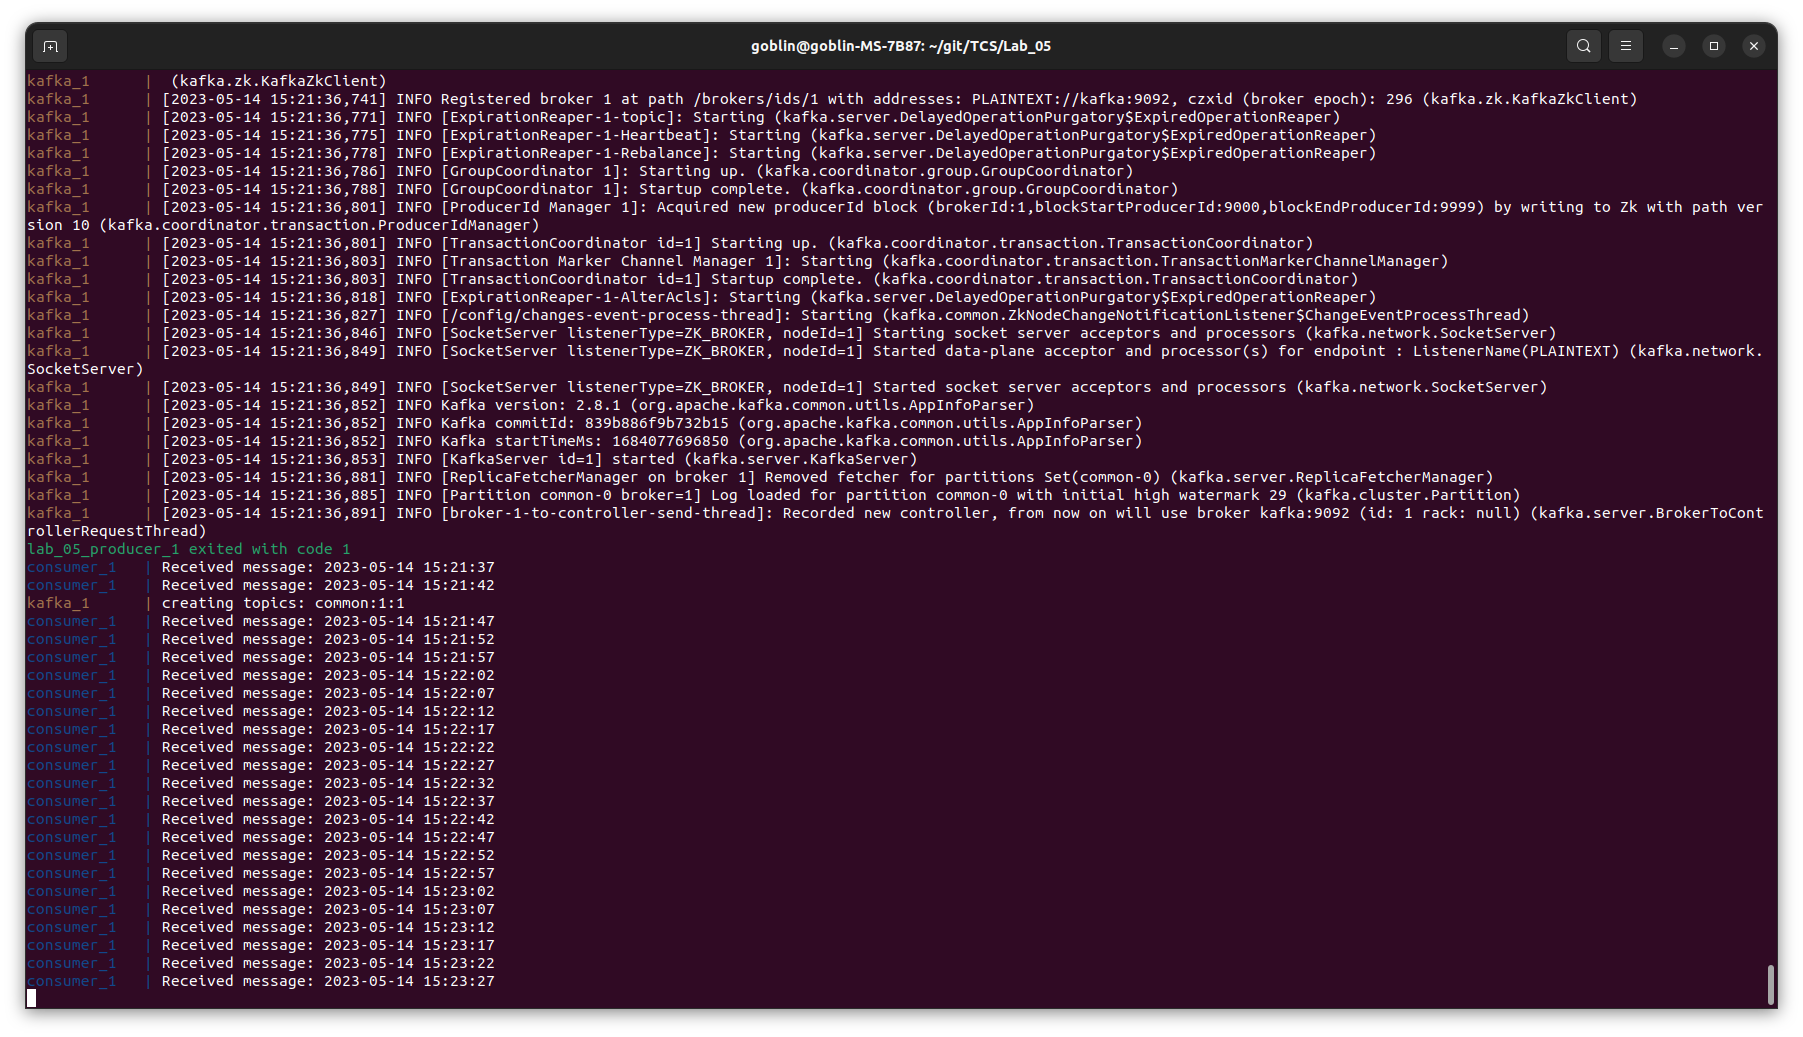 goblin@goblin-MS-7B87: ~/git/TCS/Lab_05
kafka_1      |  (kafka.zk.KafkaZkClient)
kafka_1      | [2023-05-14 15:21:36,741] INFO Registered broker 1 at path /brokers/ids/1 with addresses: PLAINTEXT://kafka:9092, czxid (broker epoch): 296 (kafka.zk.KafkaZkClient)
kafka_1      | [2023-05-14 15:21:36,771] INFO [ExpirationReaper-1-topic]: Starting (kafka.server.DelayedOperationPurgatory$ExpiredOperationReaper)
kafka_1      | [2023-05-14 15:21:36,775] INFO [ExpirationReaper-1-Heartbeat]: Starting (kafka.server.DelayedOperationPurgatory$ExpiredOperationReaper)
kafka_1      | [2023-05-14 15:21:36,778] INFO [ExpirationReaper-1-Rebalance]: Starting (kafka.server.DelayedOperationPurgatory$ExpiredOperationReaper)
kafka_1      | [2023-05-14 15:21:36,786] INFO [GroupCoordinator 1]: Starting up. (kafka.coordinator.group.GroupCoordinator)
kafka_1      | [2023-05-14 15:21:36,788] INFO [GroupCoordinator 1]: Startup complete. (kafka.coordinator.group.GroupCoordinator)
kafka_1      | [2023-05-14 15:21:36,801] INFO [ProducerId Manager 1]: Acquired new producerId block (brokerId:1,blockStartProducerId:9000,blockEndProducerId:9999) by writing to Zk with path ver
sion 10 (kafka.coordinator.transaction.ProducerIdManager)
kafka_1      | [2023-05-14 15:21:36,801] INFO [TransactionCoordinator id=1] Starting up. (kafka.coordinator.transaction.TransactionCoordinator)
kafka_1      | [2023-05-14 15:21:36,803] INFO [Transaction Marker Channel Manager 1]: Starting (kafka.coordinator.transaction.TransactionMarkerChannelManager)
kafka_1      | [2023-05-14 15:21:36,803] INFO [TransactionCoordinator id=1] Startup complete. (kafka.coordinator.transaction.TransactionCoordinator)
kafka_1      | [2023-05-14 15:21:36,818] INFO [ExpirationReaper-1-AlterAcls]: Starting (kafka.server.DelayedOperationPurgatory$ExpiredOperationReaper)
kafka_1      | [2023-05-14 15:21:36,827] INFO [/config/changes-event-process-thread]: Starting (kafka.common.ZkNodeChangeNotificationListener$ChangeEventProcessThread)
kafka_1      | [2023-05-14 15:21:36,846] INFO [SocketServer listenerType=ZK_BROKER, nodeId=1] Starting socket server acceptors and processors (kafka.network.SocketServer)
kafka_1      | [2023-05-14 15:21:36,849] INFO [SocketServer listenerType=ZK_BROKER, nodeId=1] Started data-plane acceptor and processor(s) for endpoint : ListenerName(PLAINTEXT) (kafka.network.
SocketServer)
kafka_1      | [2023-05-14 15:21:36,849] INFO [SocketServer listenerType=ZK_BROKER, nodeId=1] Started socket server acceptors and processors (kafka.network.SocketServer)
kafka_1      | [2023-05-14 15:21:36,852] INFO Kafka version: 2.8.1 (org.apache.kafka.common.utils.AppInfoParser)
kafka_1      | [2023-05-14 15:21:36,852] INFO Kafka commitId: 839b886f9b732b15 (org.apache.kafka.common.utils.AppInfoParser)
kafka_1      | [2023-05-14 15:21:36,852] INFO Kafka startTimeMs: 1684077696850 (org.apache.kafka.common.utils.AppInfoParser)
kafka_1      | [2023-05-14 15:21:36,853] INFO [KafkaServer id=1] started (kafka.server.KafkaServer)
kafka_1      | [2023-05-14 15:21:36,881] INFO [ReplicaFetcherManager on broker 1] Removed fetcher for partitions Set(common-0) (kafka.server.ReplicaFetcherManager)
kafka_1      | [2023-05-14 15:21:36,885] INFO [Partition common-0 broker=1] Log loaded for partition common-0 with initial high watermark 29 (kafka.cluster.Partition)
kafka_1      | [2023-05-14 15:21:36,891] INFO [broker-1-to-controller-send-thread]: Recorded new controller, from now on will use broker kafka:9092 (id: 1 rack: null) (kafka.server.BrokerToCont
rollerRequestThread)
lab_05_producer_1 exited with code 1
consumer_1   | Received message: 2023-05-14 15:21:37
consumer_1   | Received message: 2023-05-14 15:21:42
kafka_1      | creating topics: common:1:1
consumer_1   | Received message: 2023-05-14 15:21:47
consumer_1   | Received message: 2023-05-14 15:21:52
consumer_1   | Received message: 2023-05-14 15:21:57
consumer_1   | Received message: 2023-05-14 15:22:02
consumer_1   | Received message: 2023-05-14 15:22:07
consumer_1   | Received message: 2023-05-14 15:22:12
consumer_1   | Received message: 2023-05-14 15:22:17
consumer_1   | Received message: 2023-05-14 15:22:22
consumer_1   | Received message: 2023-05-14 15:22:27
consumer_1   | Received message: 2023-05-14 15:22:32
consumer_1   | Received message: 2023-05-14 15:22:37
consumer_1   | Received message: 2023-05-14 15:22:42
consumer_1   | Received message: 2023-05-14 15:22:47
consumer_1   | Received message: 2023-05-14 15:22:52
consumer_1   | Received message: 2023-05-14 15:22:57
consumer_1   | Received message: 2023-05-14 15:23:02
consumer_1   | Received message: 2023-05-14 15:23:07
consumer_1   | Received message: 2023-05-14 15:23:12
consumer_1   | Received message: 2023-05-14 15:23:17
consumer_1   | Received message: 2023-05-14 15:23:22
consumer_1   | Received message: 2023-05-14 15:23:27